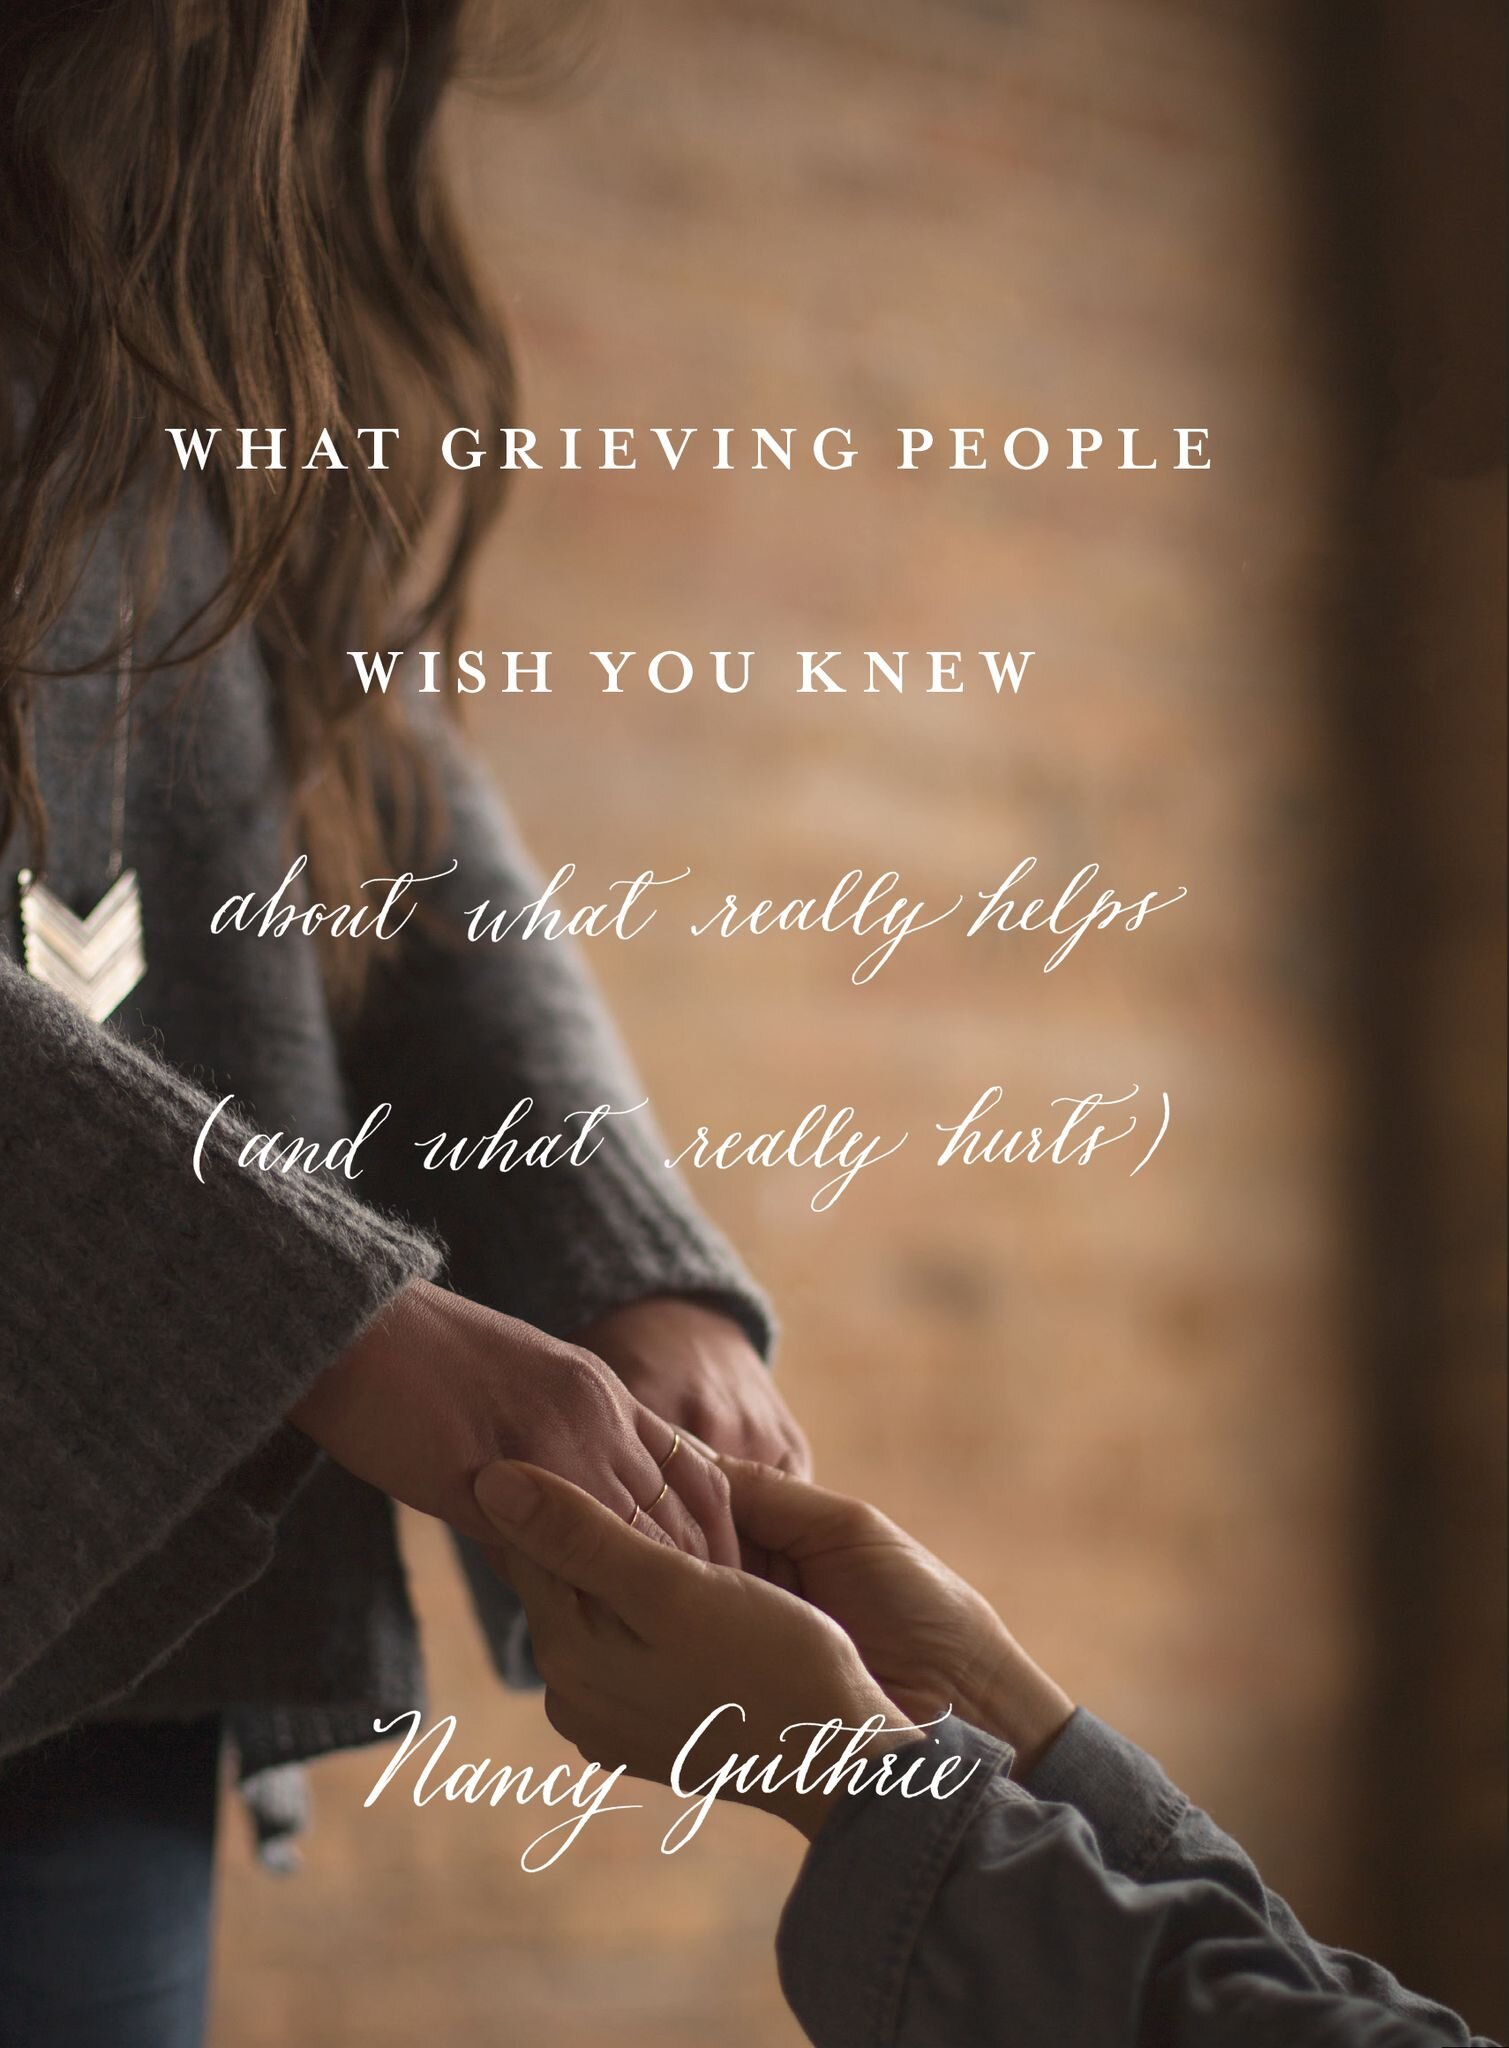 WHAT GRIEVING PEOPLE
WISH YOU KNEW
about what really helps
(and what really hurts)
Nancy Guthrie